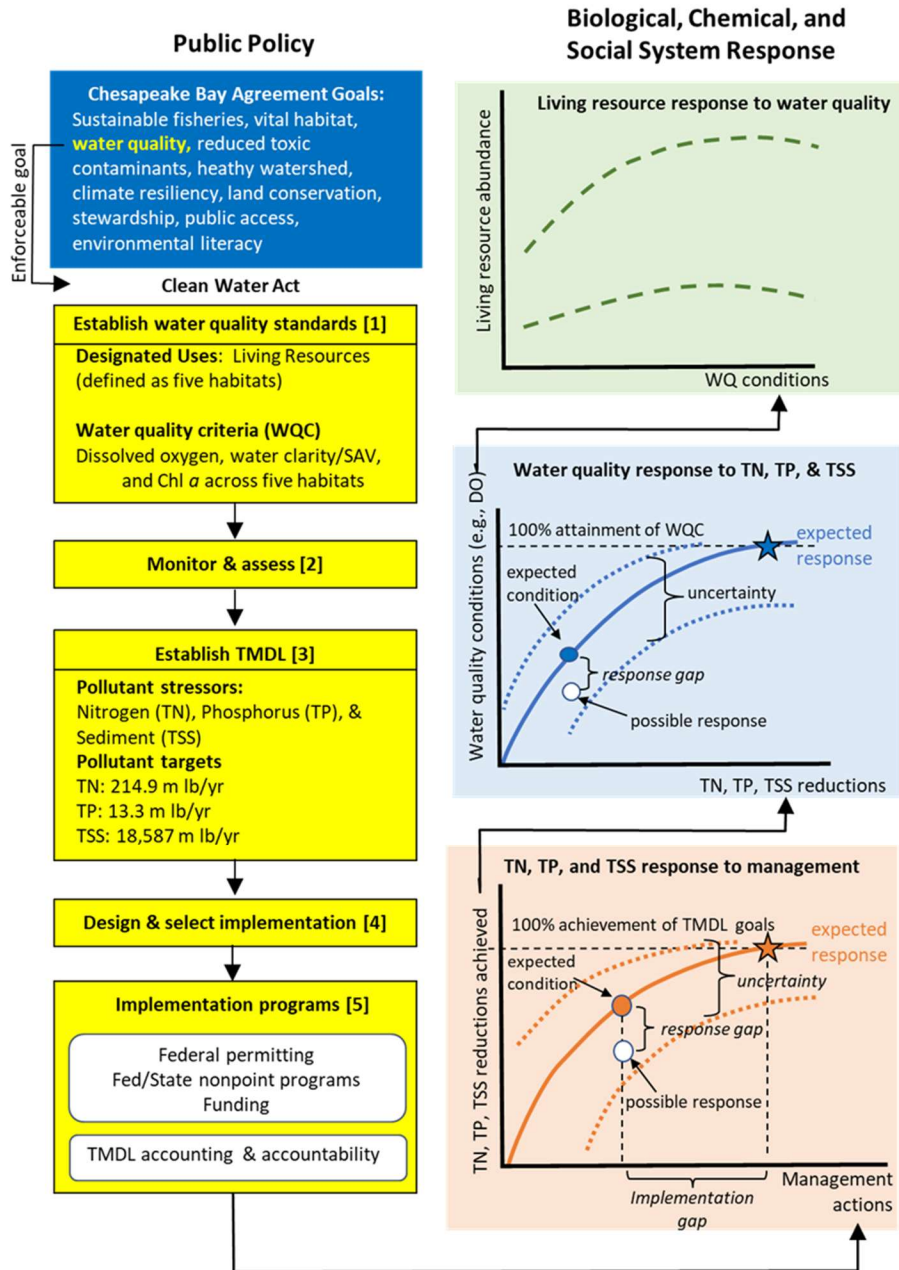 Public Policy
Chesapeake Bay Agreement Goals:
Sustainable fisheries, vital habitat,
water quality, reduced toxic
contaminants, heathy watershed,
climate resiliency, land conservation,
stewardship, public access,
environmental literacy
Enforceable goal
Clean Water Act
Establish water quality standards [1]
Designated Uses: Living Resources
(defined as five habitats)
Water quality criteria (WQC)
Dissolved oxygen, water clarity/SAV,
and Chl a across five habitats
Monitor & assess [2]
Establish TMDL [3]
Pollutant stressors:
Nitrogen (TN), Phosphorus (TP), &
Sediment (TSS)
Pollutant targets
TN: 214.9 m lb/yr
TP: 13.3 m lb/yr
TSS: 18,587 m lb/yr
Design & select implementation [4]
Implementation programs [5]
Federal permitting
Fed/State nonpoint programs
Funding
TMDL accounting & accountability
Biological, Chemical, and
Social System Response
Living resource response to water quality
Living resource abundance
WQ conditions
Water quality response to TN, TP, & TSS
Water quality conditions (e.g., DO)
100% attainment of WQC
expected
response
expected
condition
uncertainty
response gap
possible response
TN, TP, TSS reductions
TN, TP, and TSS response to management
TN, TP, TSS reductions achieved
100% achievement of TMDL goals
expected
response
expected
condition
uncertainty
response gap
possible response
Implementation
gap
Management
actions